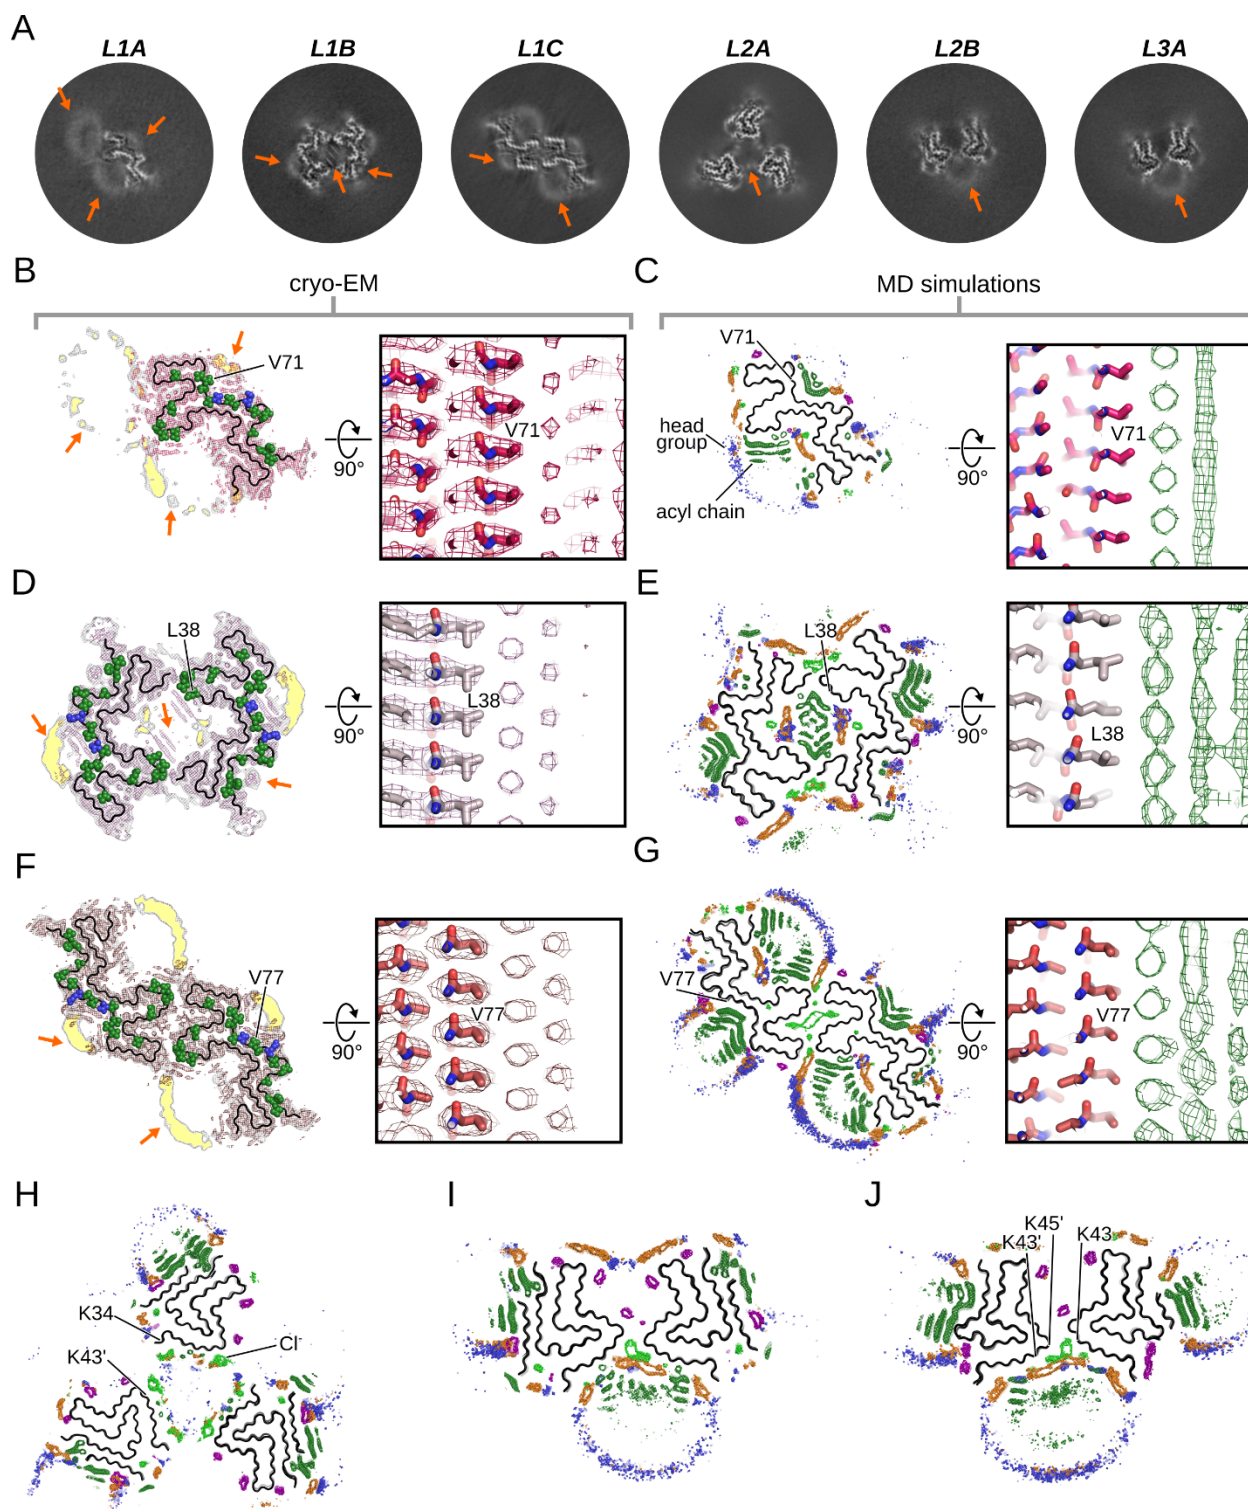 A
L1A L1B L1C L2A L2B L3A
B
cryo-EM
C
MD simulations
V71
V71
90°
V71
head
group
acyl chain
90°
V71
D
L38
90°
L38
E
L38
90°
L38
F
V77
90°
V77
G
V77
90°
V77
H
K34
K43'
Cl-
I
J
K45'
K43'
K43